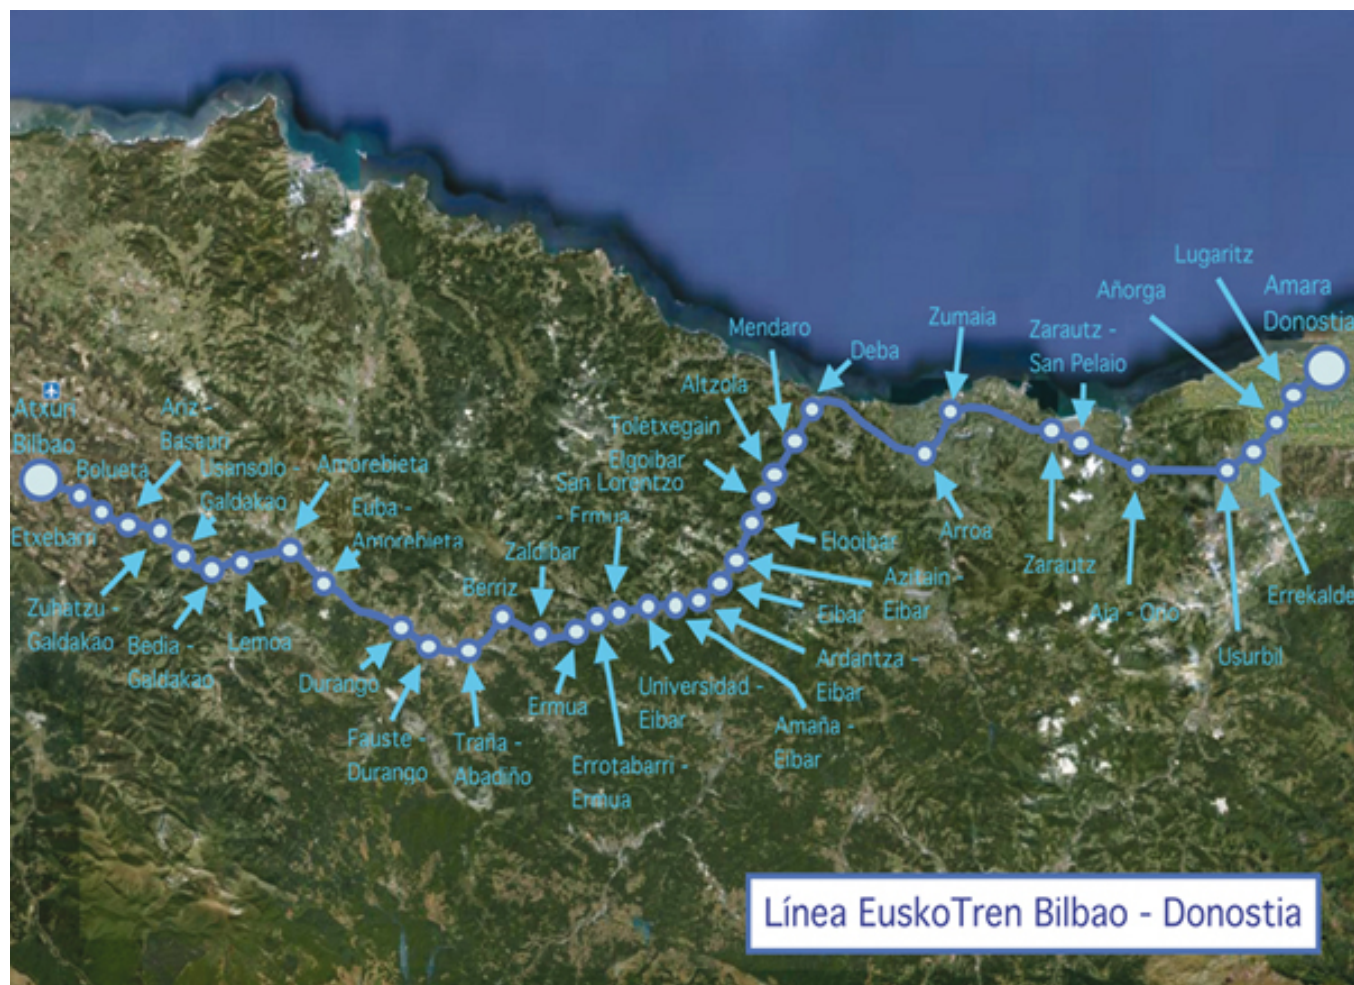 Lugaritz
Amara
Donostia
Añorga
Zumaia
Zarautz -
San Pelaio
Mendaro
Deba
Altzola
Atxuri
Bilbao
Ariz -
Basauri
Toletxegain
Elgoibar
Bolueta
Usansolo -
Galdakao
Amorebieta
San Lorentzo
- Ermua
Euba -
Amorebieta
Etxebarri
Zaldibar
Elgoibar
Arroa
Berriz
Azitain -
Eibar
Zarautz
Errekalde
Zuhatzu -
Galdakao
Bedia -
Galdakao
Lemoa
Eibar
Aia - Orio
Ardantza -
Eibar
Usurbil
Durango
Ermua
Universidad -
Eibar
Amaña -
Eibar
Fauste -
Durango
Traña -
Abadiño
Errotabarri -
Ermua
Línea EuskoTren Bilbao - Donostia